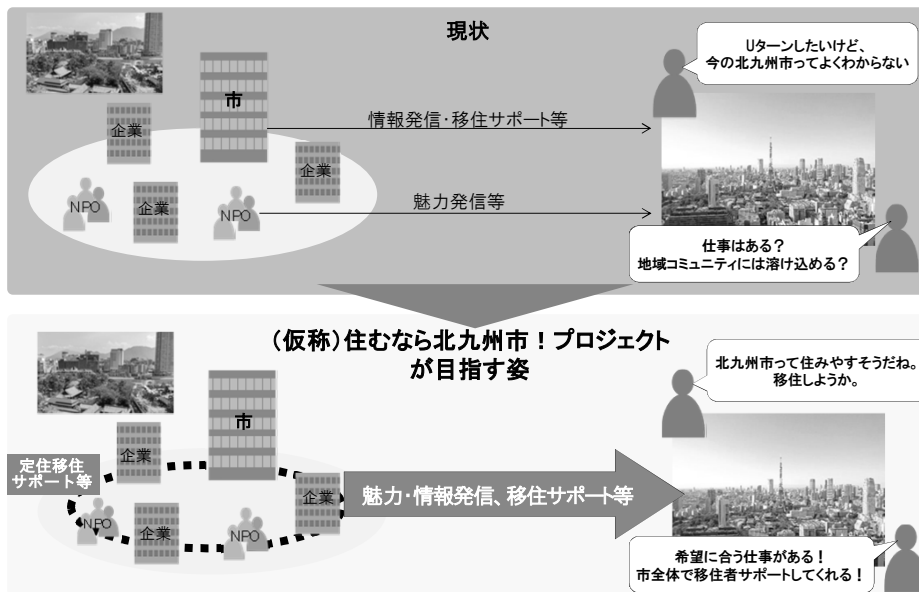 現状
Uターンしたいけど、
今の北九州市ってよくわからない
市
企業
情報発信・移住サポート等
企業
NPO
企業
NPO
魅力発信等
仕事はある？
地域コミュニティには溶け込める？
（仮称）住むなら北九州市！プロジェクト
が目指す姿
北九州市って住みやすそうだね。
移住しようか。
市
定住移住
サポート等
企業
企業
魅力・情報発信、移住サポート等
NPO
企業
NPO
希望に合う仕事がある！
市全体で移住者サポートしてくれる！